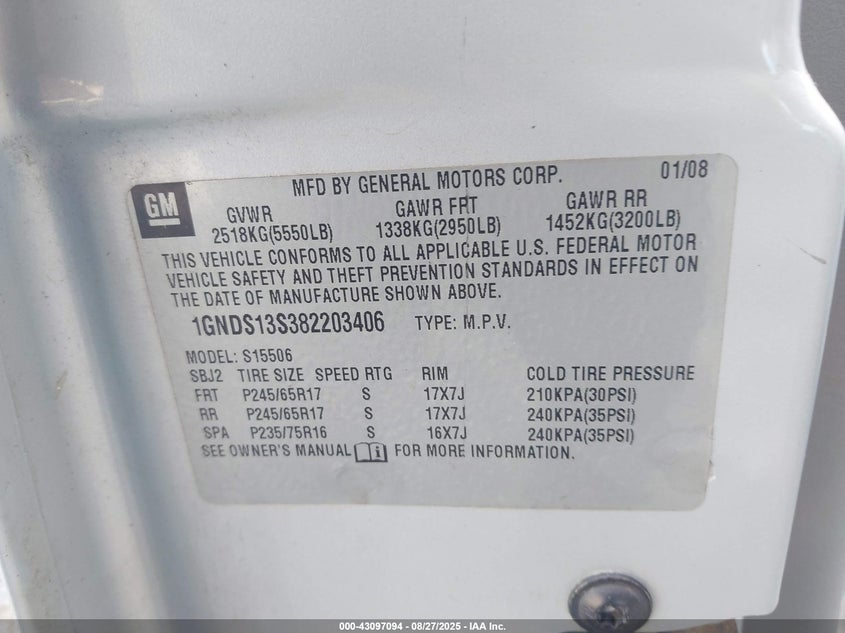 GM
MFD BY GENERAL MOTORS CORP. 01/08
GVWR GAWR FRT GAWR RR
2518KG(5550LB) 1338KG(2950LB) 1452KG(3200LB)
THIS VEHICLE CONFORMS TO ALL APPLICABLE U.S. FEDERAL MOTOR
VEHICLE SAFETY AND THEFT PREVENTION STANDARDS IN EFFECT ON
THE DATE OF MANUFACTURE SHOWN ABOVE.
1GNDS13S382203406 TYPE: M.P.V.
MODEL: S15506
SBJ2 TIRE SIZE SPEED RTG RIM COLD TIRE PRESSURE
FRT P245/65R17 S 17X7J 210KPA(30PSI)
RR P245/65R17 S 17X7J 240KPA(35PSI)
SPA P235/75R16 S 16X7J 240KPA(35PSI)
SEE OWNER'S MANUAL FOR MORE INFORMATION.
000-43097094 - 08/27/2025 - IAA Inc.